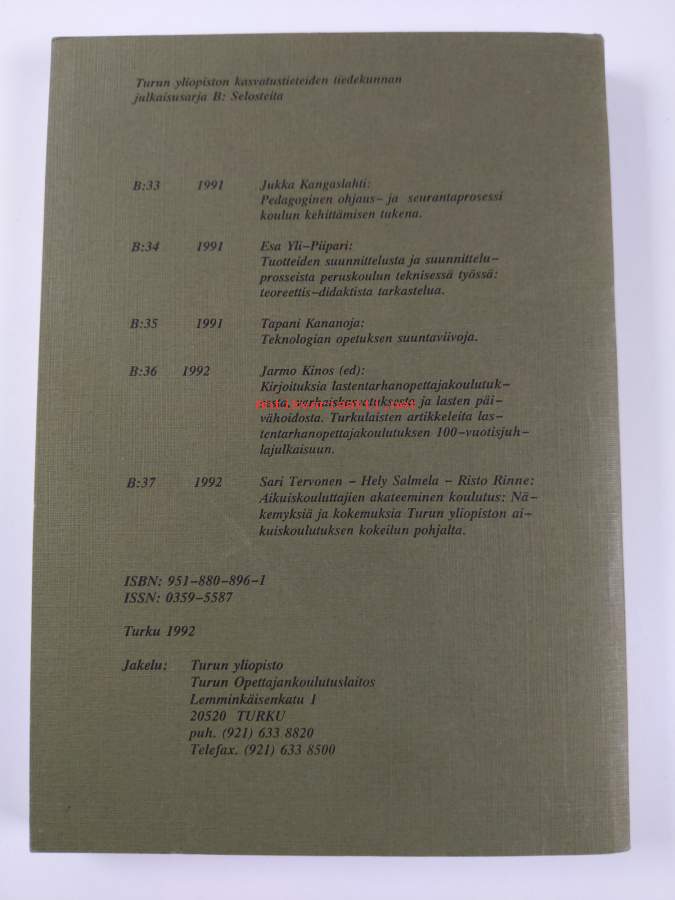 Turun yliopiston kasvatustieteiden tiedekunnan
julkaisusarja B: Selosteita
B:33 1991 Jukka Kangaslahti:
Pedagoginen ohjaus- ja seurantaprosessi
koulun kehittämisen tukena.
B:34 1991 Esa Yli-Piipari:
Tuotteiden suunnittelusta ja suunnittelu-
prosseista peruskoulun teknisessä työssä:
teoreettis-didaktista tarkastelua.
B:35 1991 Tapani Kananoja:
Teknologian opetuksen suuntaviivoja.
B:36 1992 Jarmo Kinos (ed):
Kirjoituksia lastentarhanopettajakoulutuk-
sesta, varhaiskasvatuksesta ja lasten päi-
vähoidosta. Turkulaisten artikkeleita las-
tentarhanopettajakoulutuksen 100-vuotisjuh-
lajulkaisuun.
B:37 1992 Sari Tervonen - Hely Salmela - Risto Rinne:
Aikuiskouluttajien akateeminen koulutus: Nä-
kemyksiä ja kokemuksia Turun yliopiston ai-
kuiskoulutuksen kokeilun pohjalta.
ISBN: 951-880-896-1
ISSN: 0359-5587
Turku 1992
Jakelu: Turun yliopisto
Turun Opettajankoulutuslaitos
Lemminkäisenkatu 1
20520 TURKU
puh. (921) 633 8820
Telefax. (921) 633 8500